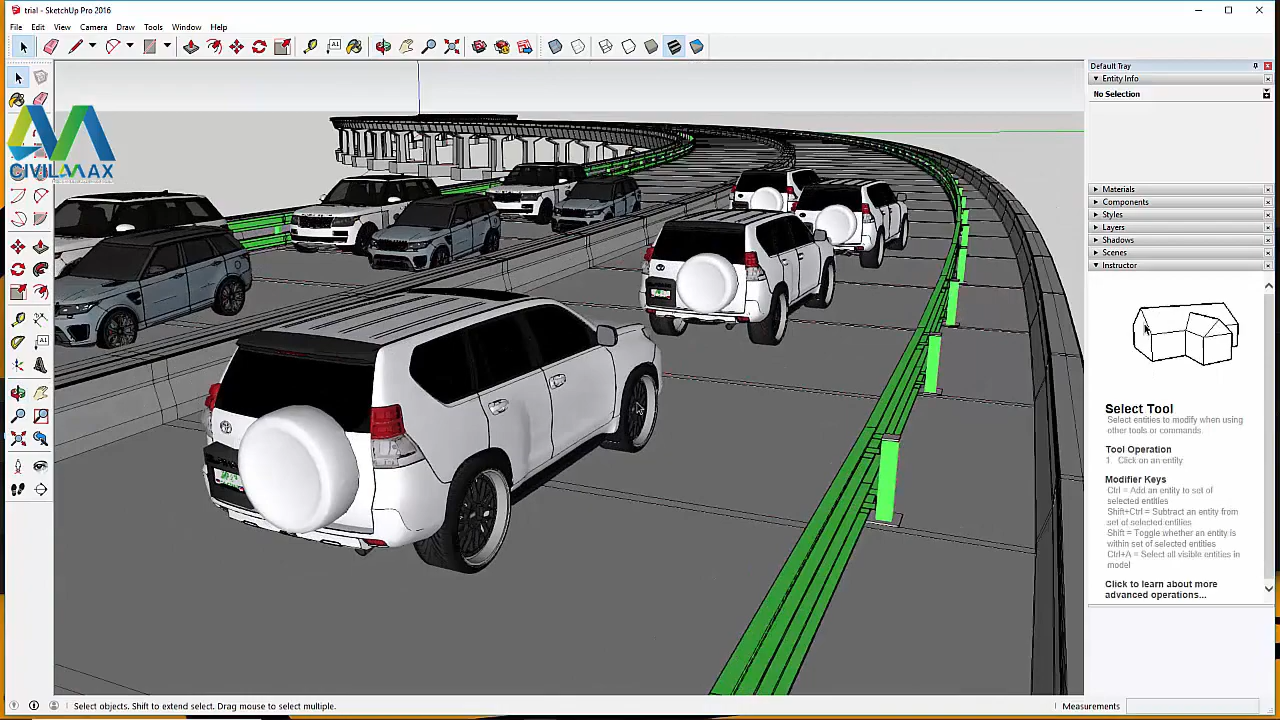 trial - SketchUp Pro 2016
File Edit View Camera Draw Tools Window Help
Default Tray
Entity Info
No Selection
CIVILMAX
Materials
Components
Styles
Layers
Shadows
Scenes
Instructor
Select Tool
Select entities to modify when using
other tools or commands.
Tool Operation
1. Click on an entity
Modifier Keys
Ctrl = Add an entity to set of
selected entities
Shift+Ctrl = Subtract an entity from
set of selected entities
Shift = Toggle whether an entity is
within set of selected entities
Ctrl+A = Select all visible entities in
model
Click to learn about more
advanced operations...
Select objects. Shift to extend select. Drag mouse to select multiple.
Measurements